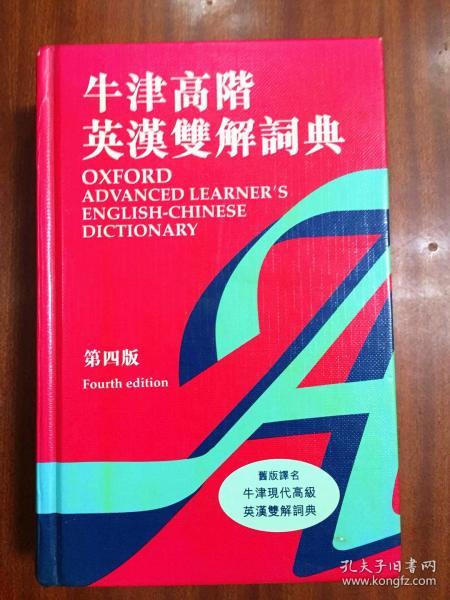 牛津高階
英漢雙解詞典
OXFORD
ADVANCED LEARNER'S
ENGLISH-CHINESE
DICTIONARY
第四版
Fourth edition
舊版譯名
牛津現代高級
英漢雙解詞典
孔夫子旧书网
www.kongfz.com